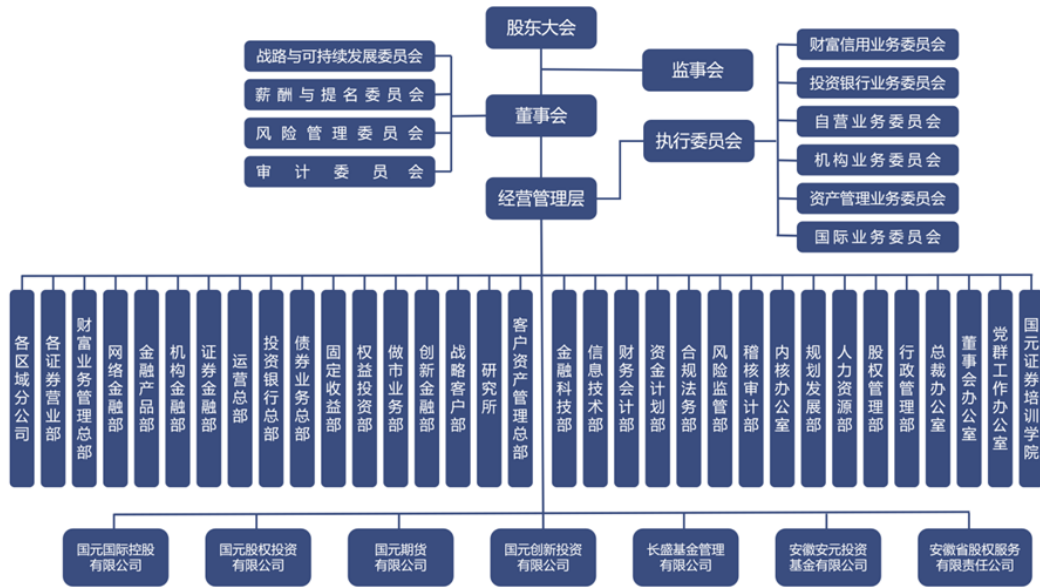 股东大会
监事会
董事会
战略与可持续发展委员会
薪酬与提名委员会
风险管理委员会
审计委员会
经营管理层
执行委员会
财富信用业务委员会
投资银行业务委员会
自营业务委员会
机构业务委员会
资产管理业务委员会
国际业务委员会
各区域分公司
各证券营业部
财富业务管理总部
网络金融部
金融产品部
机构金融部
证券金融部
运营总部
投资银行总部
债券业务总部
固定收益部
权益投资部
做市业务部
创新金融部
战略客户部
研究所
客户资产管理总部
金融科技部
信息技术部
财务会计部
资金计划部
合规法务部
风险监管部
稽核审计部
内核办公室
规划发展部
人力资源部
股权管理部
行政管理部
总裁办公室
董事会办公室
党群工作办公室
国元证券培训学院
国元国际控股
有限公司
国元股权投资
有限公司
国元期货
有限公司
国元创新投资
有限公司
长盛基金管理
有限公司
安徽安元投资
基金有限公司
安徽省股权服务
有限责任公司